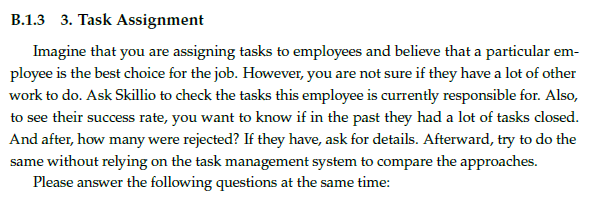 B.1.3 3. Task Assignment
Imagine that you are assigning tasks to employees and believe that a particular em-
ployee is the best choice for the job. However, you are not sure if they have a lot of other
work to do. Ask Skillio to check the tasks this employee is currently responsible for. Also,
to see their success rate, you want to know if in the past they had a lot of tasks closed.
And after, how many were rejected? If they have, ask for details. Afterward, try to do the
same without relying on the task management system to compare the approaches.
Please answer the following questions at the same time: